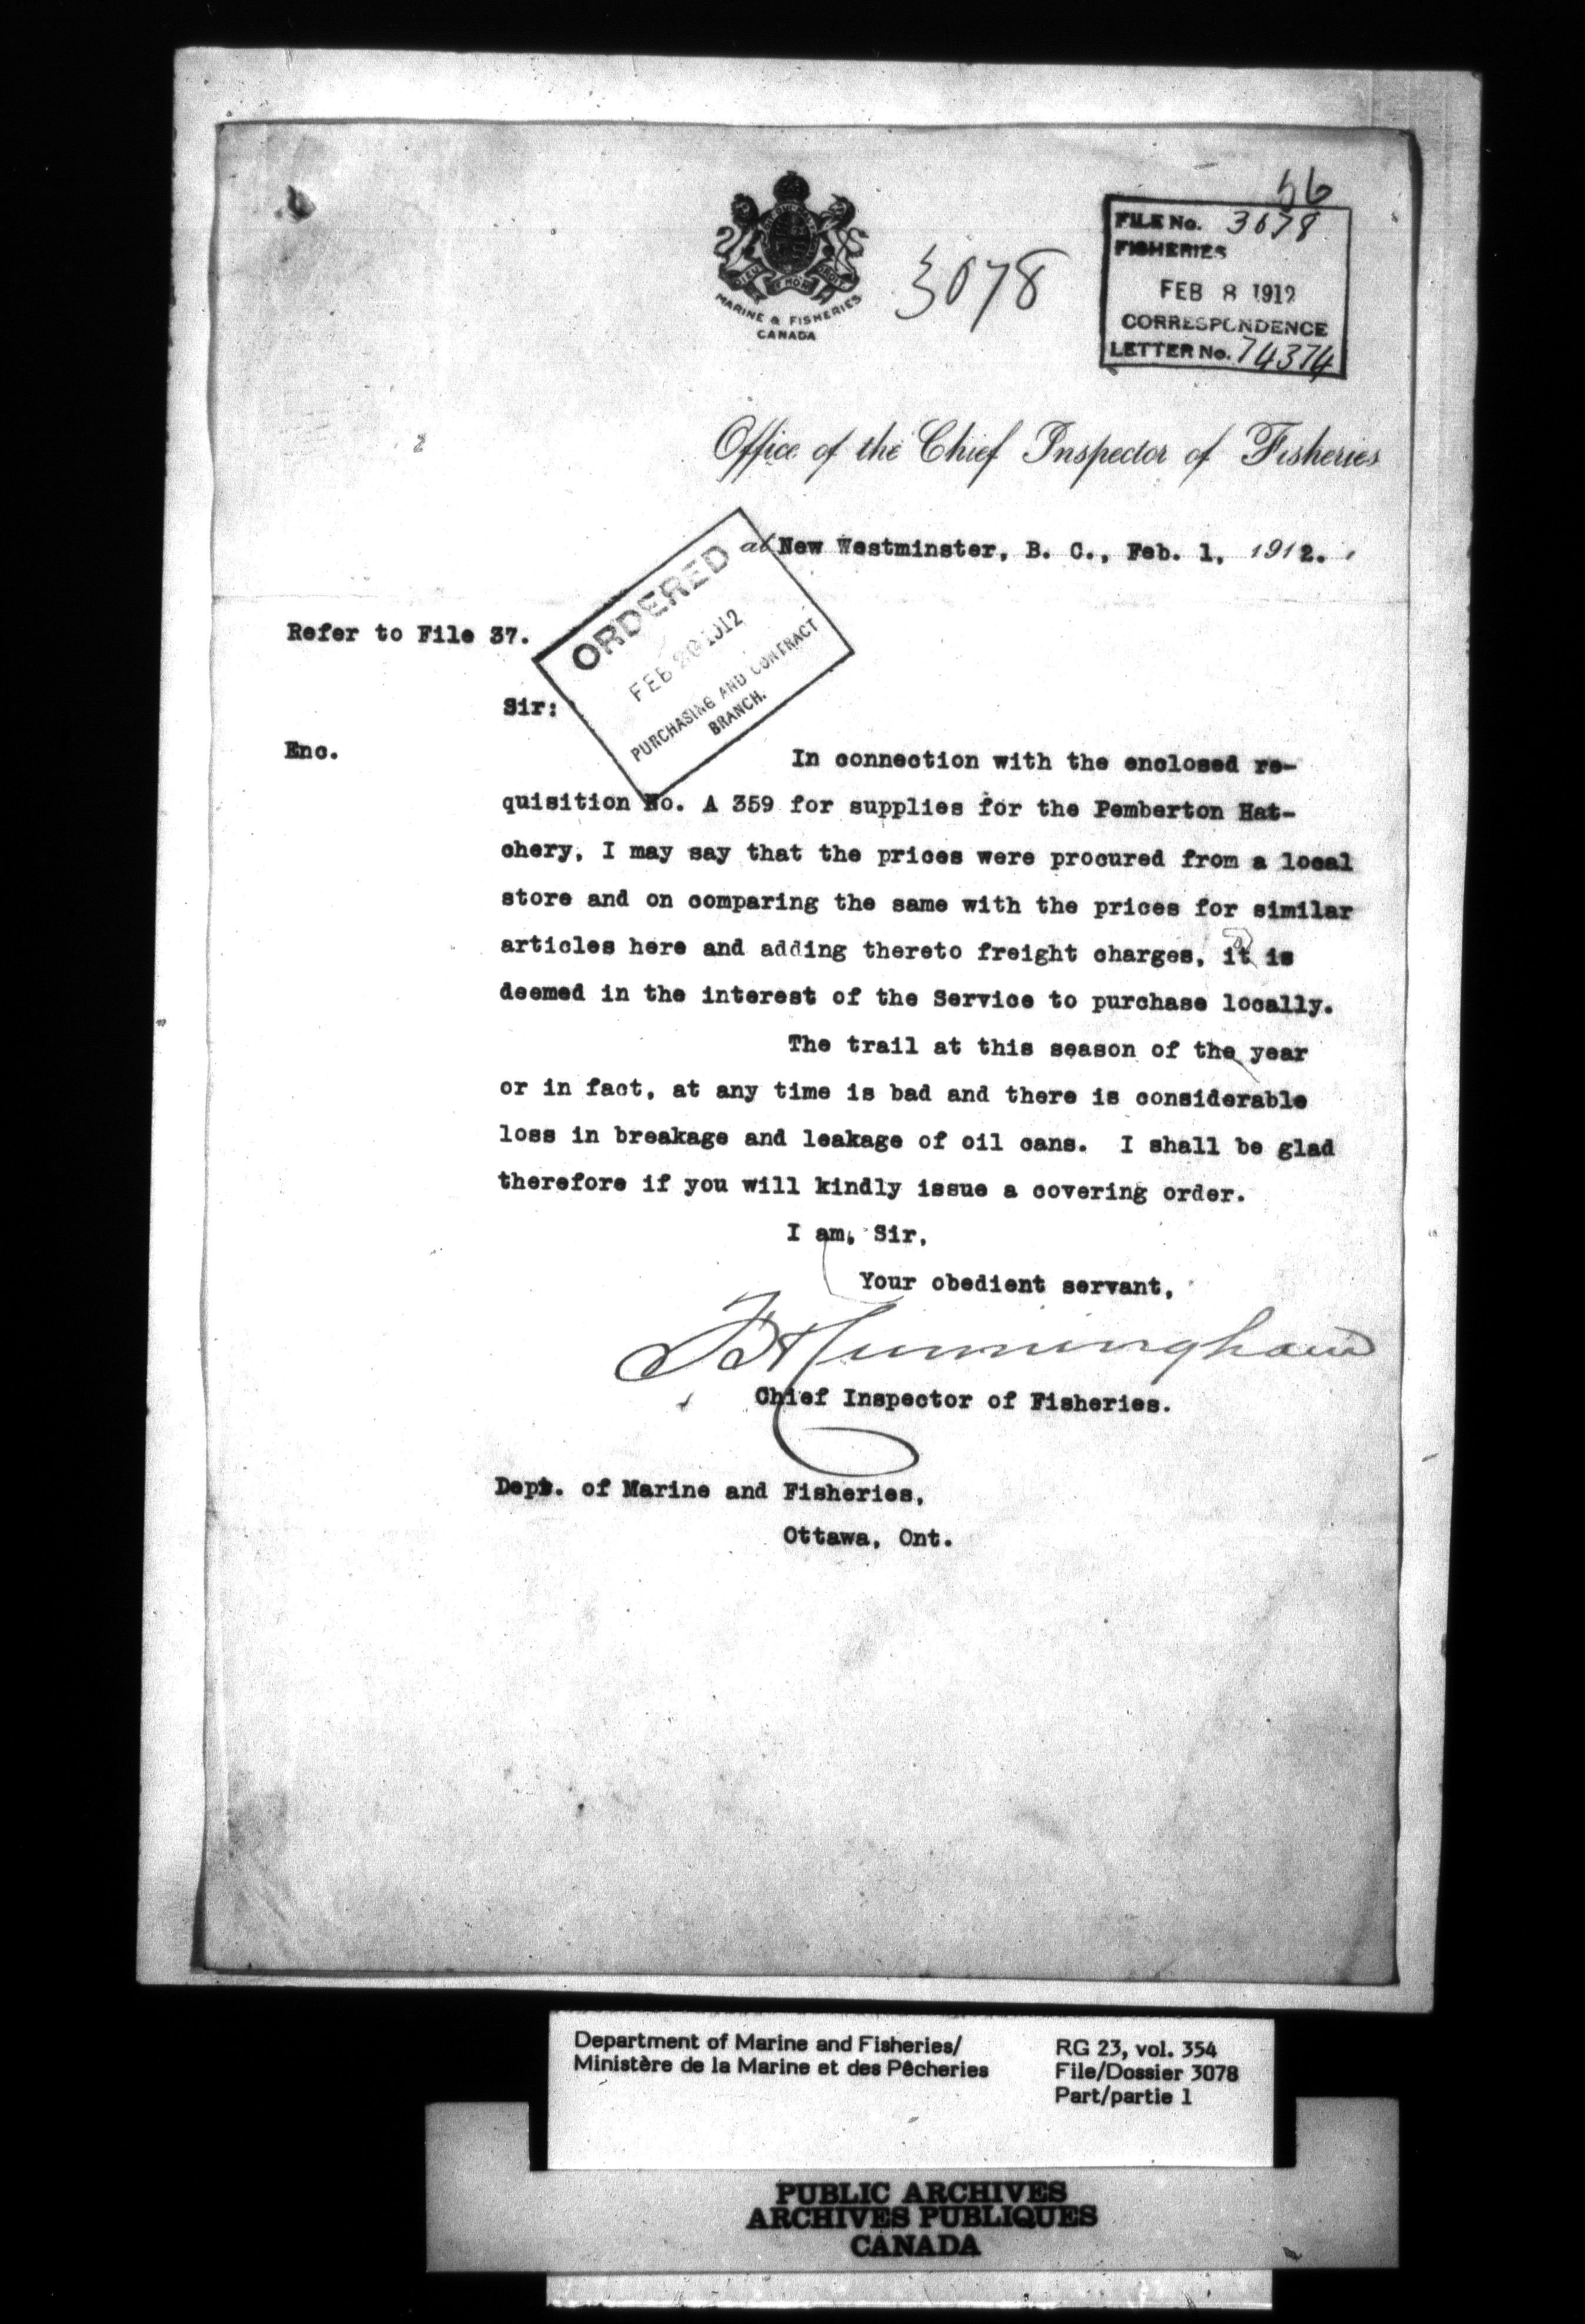 56
FILE No. 3078
FISHERIES
FEB 8 1912
CORRESPONDENCE
LETTER No. 74374
DIEU ET MON DROIT
MARINE & FISHERIES
CANADA
3078
Office of the Chief Inspector of Fisheries
at New Westminster, B. C., Feb. 1, 1912.
ORDERED
FEB 20 1912
PURCHASING AND CONTRACT
BRANCH.
Refer to File 37.
Sir:
Enc.
In connection with the enclosed re-
quisition No. A 359 for supplies for the Pemberton Hat-
chery, I may say that the prices were procured from a local
store and on comparing the same with the prices for similar
articles here and adding thereto freight charges, it is
deemed in the interest of the Service to purchase locally.
The trail at this season of the year
or in fact, at any time is bad and there is considerable
loss in breakage and leakage of oil cans. I shall be glad
therefore if you will kindly issue a covering order.
I am, Sir,
Your obedient servant,
F H Cunningham
Chief Inspector of Fisheries.
Dept. of Marine and Fisheries,
Ottawa, Ont.
Department of Marine and Fisheries/
Ministère de la Marine et des Pêcheries
RG 23, vol. 354
File/Dossier 3078
Part/partie 1
PUBLIC ARCHIVES
ARCHIVES PUBLIQUES
CANADA